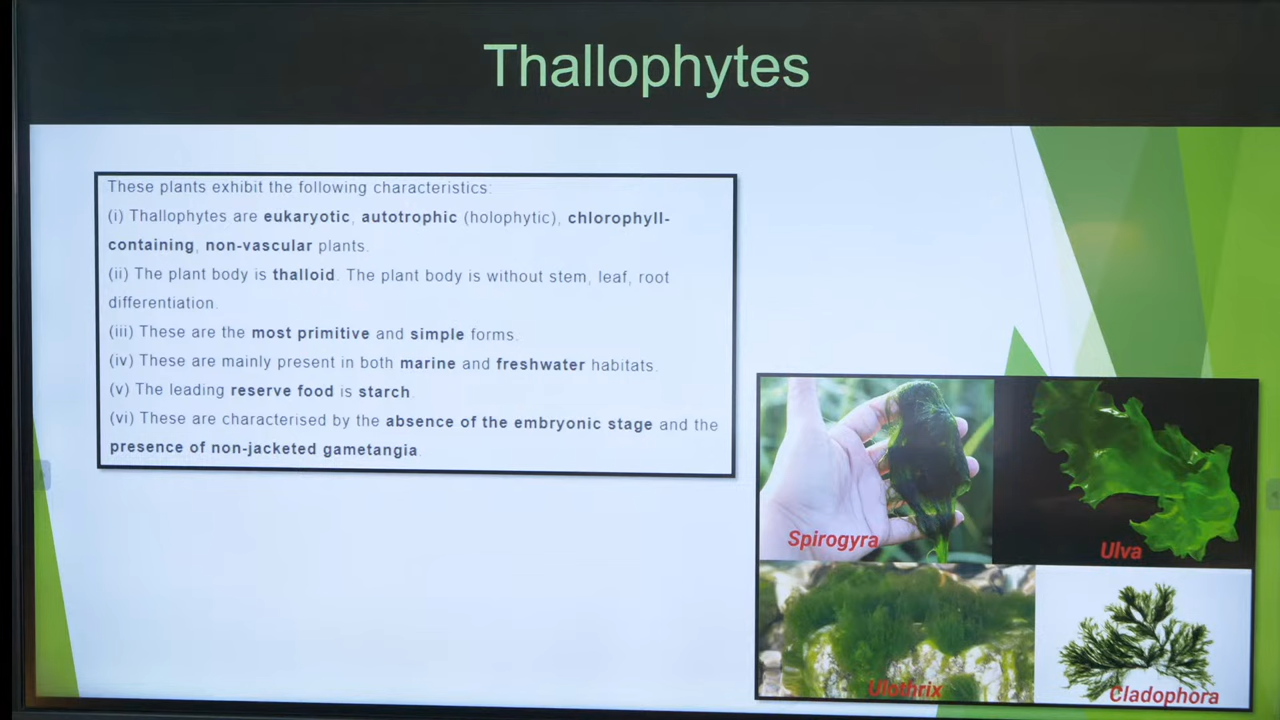 Thallophytes
These plants exhibit the following characteristics:
(i) Thallophytes are eukaryotic, autotrophic (holophytic), chlorophyll-
containing, non-vascular plants.
(ii) The plant body is thalloid. The plant body is without stem, leaf, root
differentiation.
(iii) These are the most primitive and simple forms.
(iv) These are mainly present in both marine and freshwater habitats.
(v) The leading reserve food is starch.
(vi) These are characterised by the absence of the embryonic stage and the
presence of non-jacketed gametangia.
Spirogyra
Ulva
Ulothrix
Cladophora